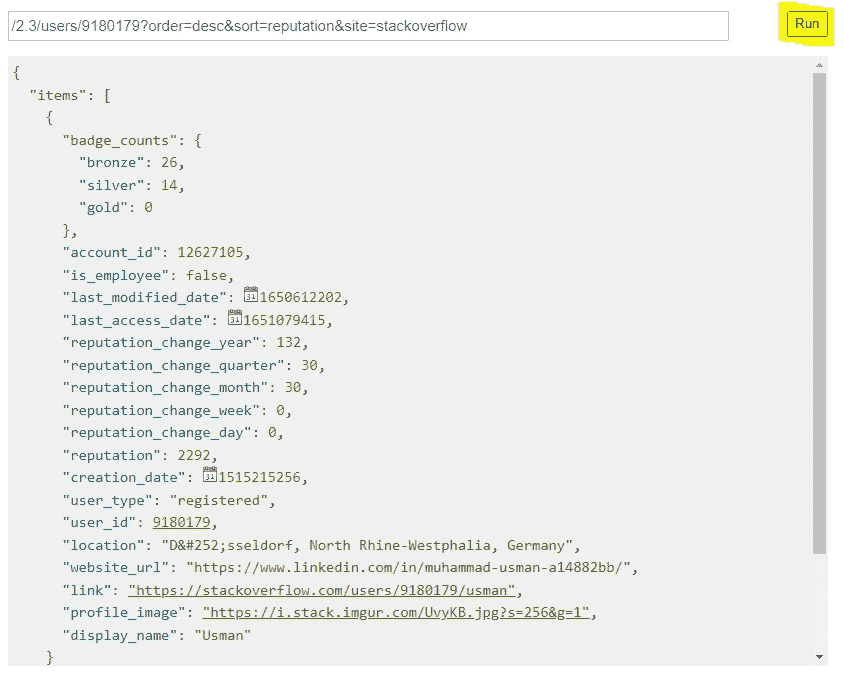 /2.3/users/9180179?order=desc&sort=reputation&site=stackoverflow
Run
{
"items": [
{
"badge_counts": {
"bronze": 26,
"silver": 14,
"gold": 0
},
"account_id": 12627105,
"is_employee": false,
"last_modified_date": 31 1650612202,
"last_access_date": 31 1651079415,
"reputation_change_year": 132,
"reputation_change_quarter": 30,
"reputation_change_month": 30,
"reputation_change_week": 0,
"reputation_change_day": 0,
"reputation": 2292,
"creation_date": 31 1515215256,
"user_type": "registered",
"user_id": 9180179,
"location": "D&#252;sseldorf, North Rhine-Westphalia, Germany",
"website_url": "https://www.linkedin.com/in/muhammad-usman-a14882bb/",
"link": "https://stackoverflow.com/users/9180179/usman",
"profile_image": "https://i.stack.imgur.com/UvyKB.jpg?s=256&g=1",
"display_name": "Usman"
}